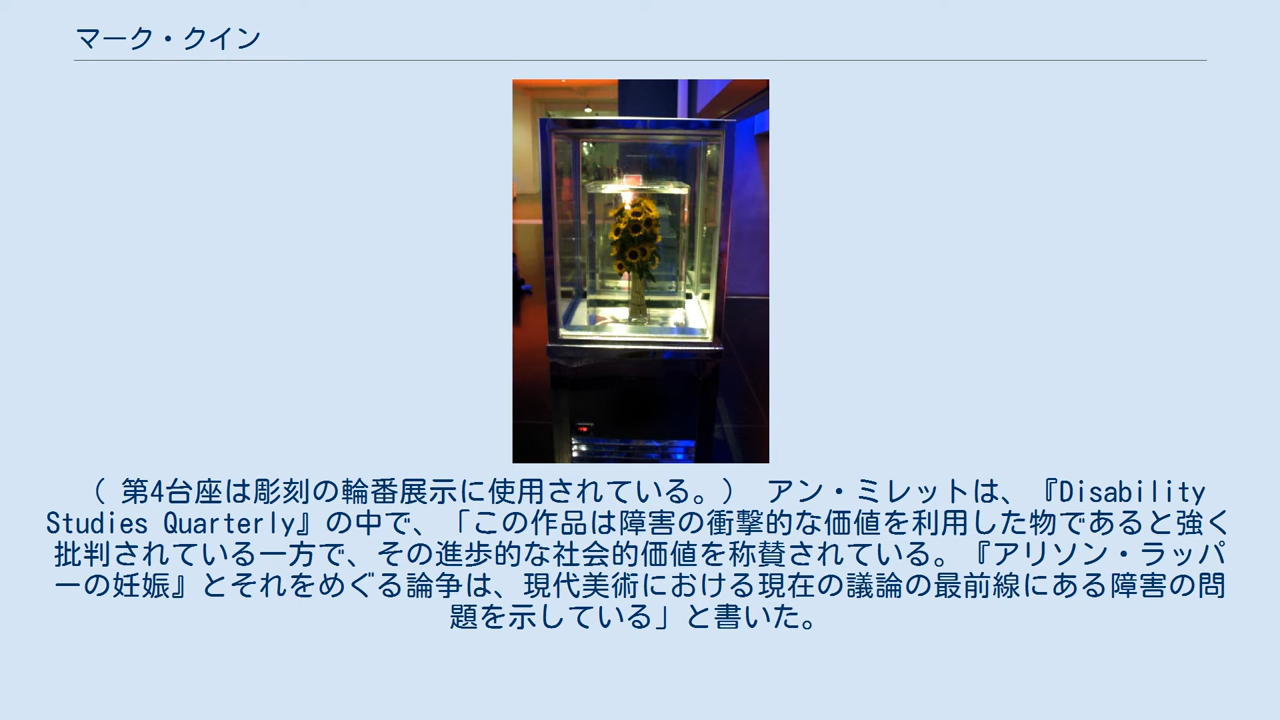 マーク・クイン
（ 第4台座は彫刻の輪番展示に使用されている。） アン・ミレットは、『Disability
Studies Quarterly』の中で、「この作品は障害の衝撃的な価値を利用した物であると強く
批判されている一方で、その進歩的な社会的価値を称賛されている。『アリソン・ラッパ
ーの妊娠』とそれをめぐる論争は、現代美術における現在の議論の最前線にある障害の問
題を示している」と書いた。